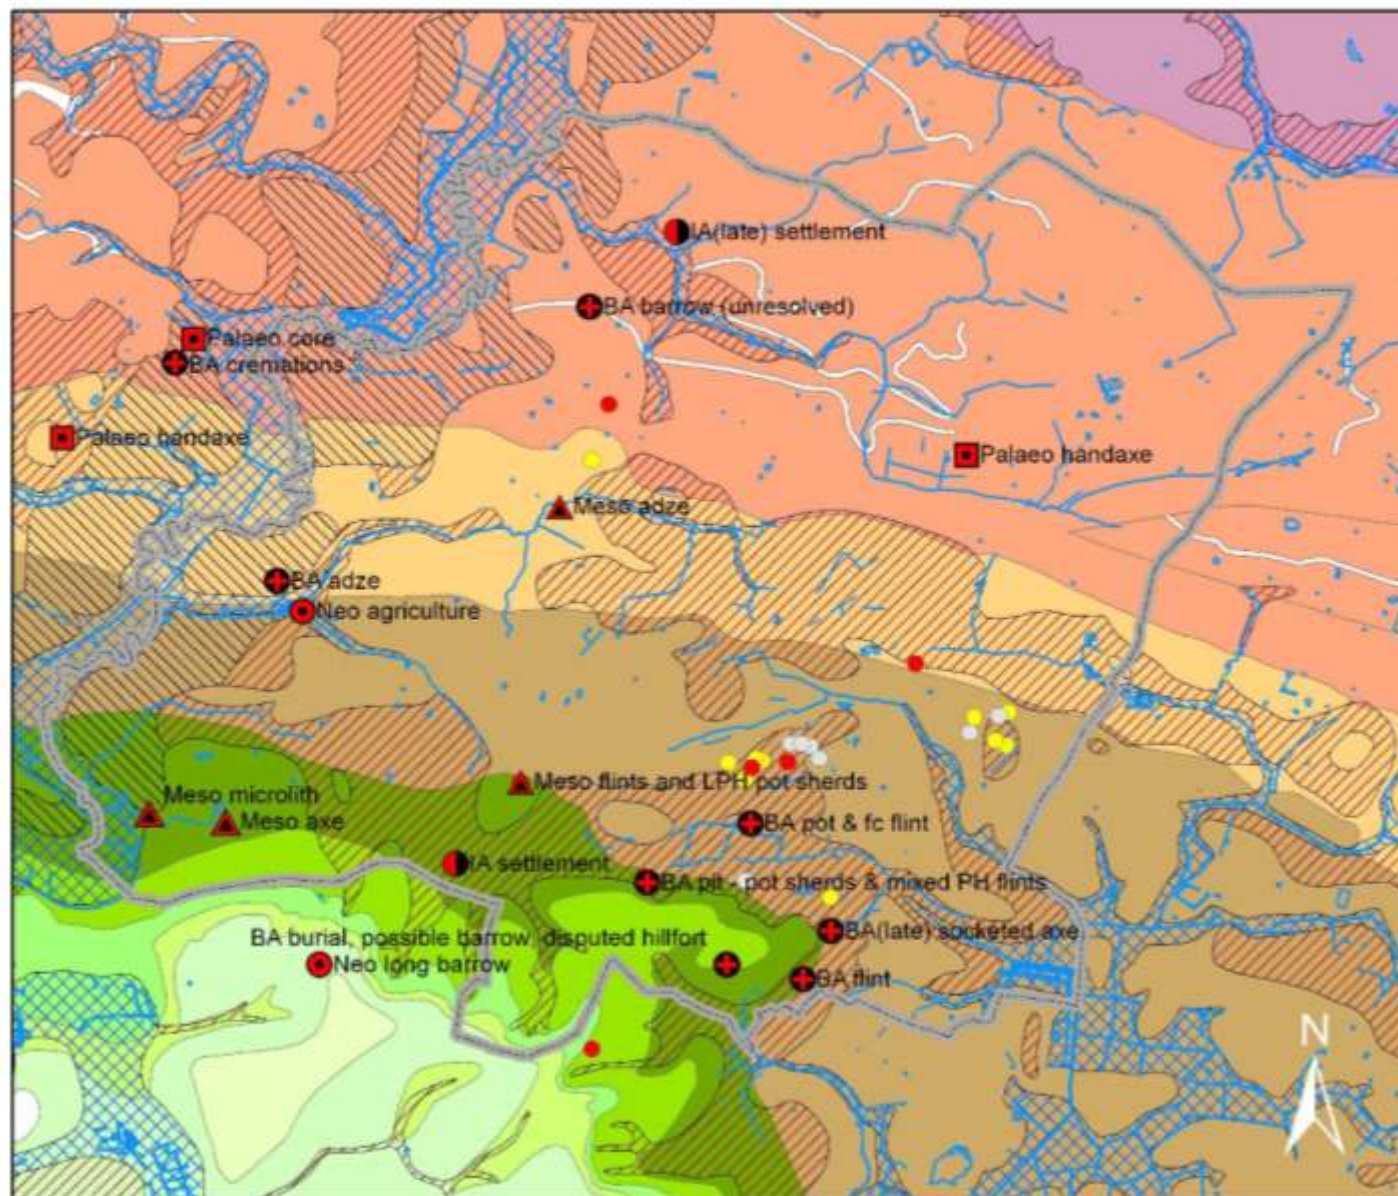 IA(late) settlement
BA barrow (unresolved)
Palaeo core
BA cremations
Palaeo handaxe
Palaeo handaxe
Meso adze
BA adze
Neo agriculture
Meso flints and LPH pot sherds
Meso microlith
Meso axe
BA pot & fc flint
IA settlement
BA pit - pot sherds & mixed PH flints
BA(late) socketed axe
BA burial, possible barrow, disputed hillfort
Neo long barrow
BA flint
N